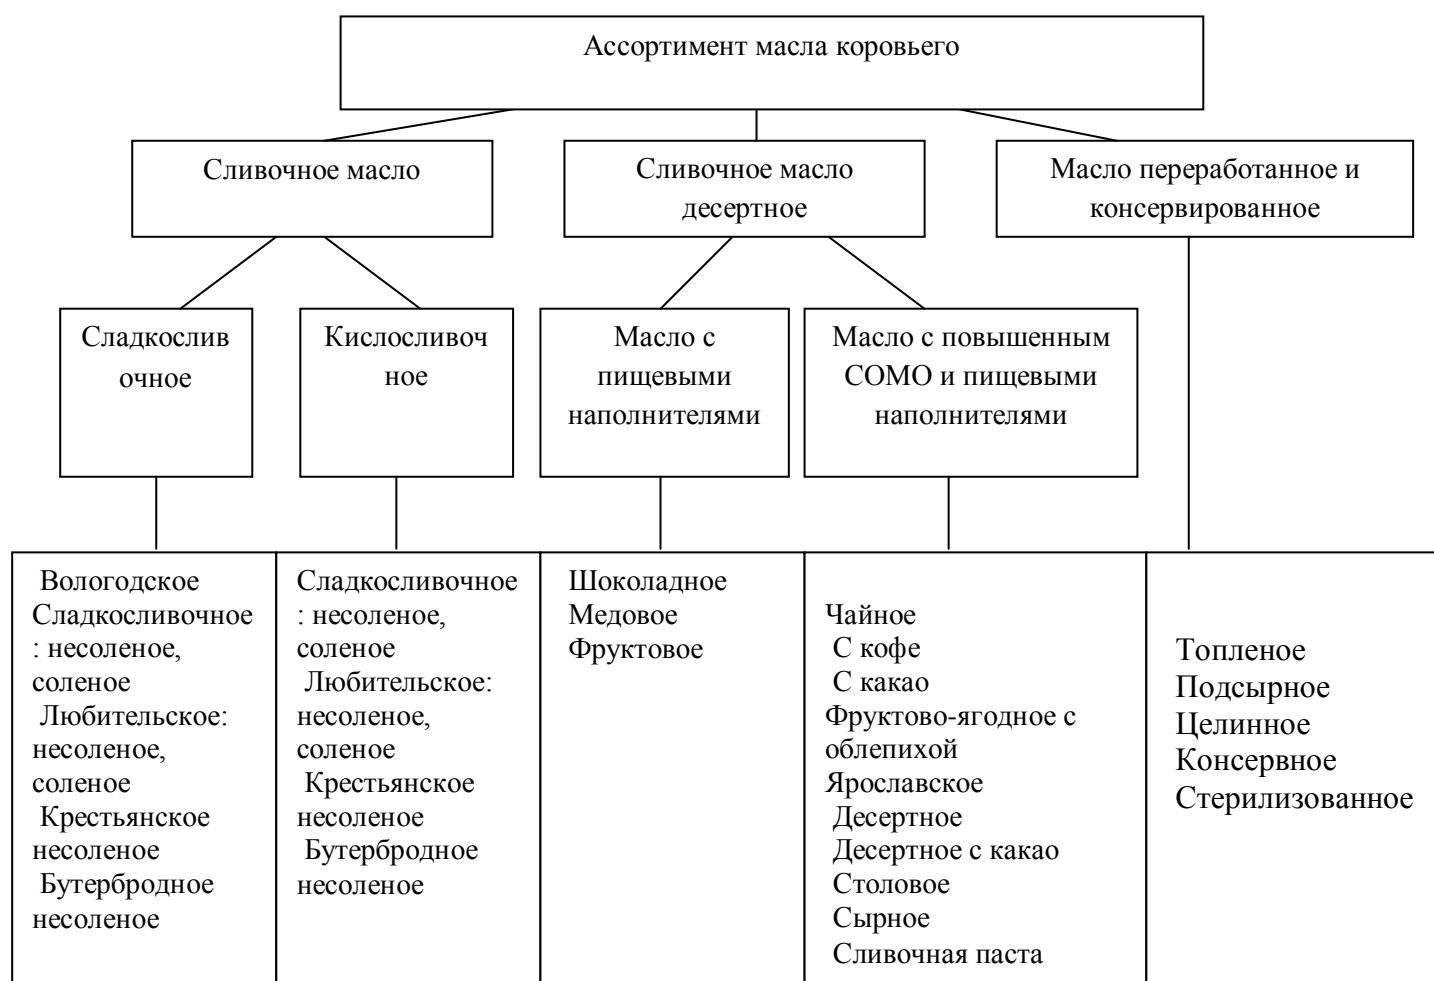 Ассортимент масла коровьего
Сливочное масло
Сливочное масло
десертное
Масло переработанное и
консервированное
Сладкослив
очное
Кислосливоч
ное
Масло с
пищевыми
наполнителями
Масло с повышенным
СОМО и пищевыми
наполнителями
Вологодское
Сладкосливочное
: несоленое,
соленое
Любительское:
несоленое,
соленое
Крестьянское
несоленое
Бутербродное
несоленое
Сладкосливочное
: несоленое,
соленое
Любительское:
несоленое,
соленое
Крестьянское
несоленое
Бутербродное
несоленое
Шоколадное
Медовое
Фруктовое
Чайное
С кофе
С какао
Фруктово-ягодное с
облепихой
Ярославское
Десертное
Десертное с какао
Столовое
Сырное
Сливочная паста
Топленое
Подсырное
Целинное
Консервное
Стерилизованное